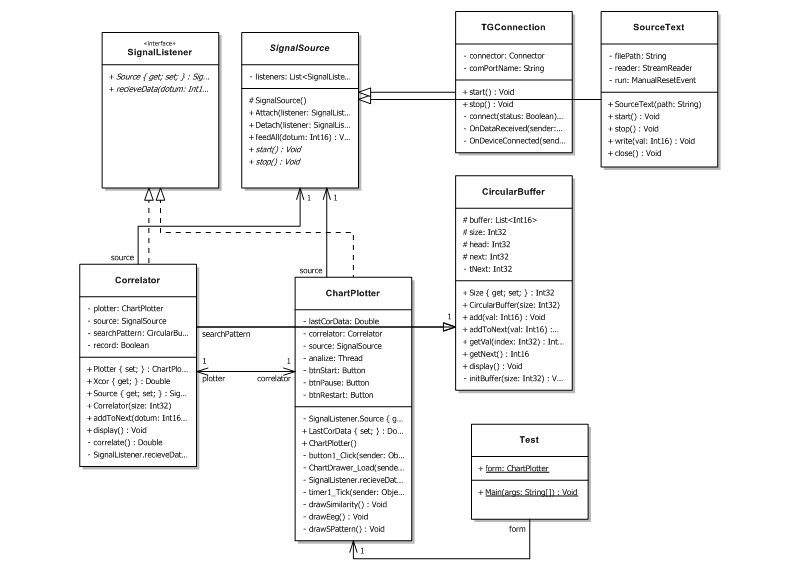 «interface»
SignalListener
+ Source { get; set; } : Sig...
+ recieveData(dotum: Int1...
SignalSource
- listeners: List<SignalListe...
# SignalSource()
+ Attach(listener: SignalList...
+ Detach(listener: SignalLis...
+ feedAll(dotum: Int16) : V...
+ start() : Void
+ stop() : Void
TGConnection
- connector: Connector
- comPortName: String
+ start() : Void
+ stop() : Void
- connect(status: Boolean)...
- OnDataReceived(sender:...
- OnDeviceConnected(send...
SourceText
- filePath: String
- reader: StreamReader
- run: ManualResetEvent
+ SourceText(path: String)
+ start() : Void
+ stop() : Void
+ write(val: Int16) : Void
+ close() : Void
CircularBuffer
# buffer: List<Int16>
# size: Int32
# head: Int32
# next: Int32
- tNext: Int32
+ Size { get; set; } : Int32
+ CircularBuffer(size: Int32)
+ add(val: Int16) : Void
+ addToNext(val: Int16) :...
+ getVal(index: Int32) : Int...
+ getNext() : Int16
+ display() : Void
- initBuffer(size: Int32) : V...
1
1
source
source
Correlator
- plotter: ChartPlotter
- source: SignalSource
- searchPattern: CircularBu...
- record: Boolean
+ Plotter { set; } : ChartPlo...
+ Xcor { get; } : Double
+ Source { get; set; } : Sig...
+ Correlator(size: Int32)
+ addToNext(dotum: Int16...
+ display() : Void
- correlate() : Double
- SignalListener.recieveDat...
searchPattern
1
1
1
plotter
correlator
ChartPlotter
- lastCorData: Double
- correlator: Correlator
- source: SignalSource
- analize: Thread
- btnStart: Button
- btnPause: Button
- btnRestart: Button
- SignalListener.Source { g...
+ LastCorData { set; } : Do...
+ ChartPlotter()
- button1_Click(sender: Ob...
- ChartDrawer_Load(sende...
- SignalListener.recieveDat...
- timer1_Tick(sender: Obje...
- drawSimilarity() : Void
- drawEeg() : Void
- drawSPattern() : Void
Test
+ form: ChartPlotter
+ Main(args: String[]) : Void
form
1